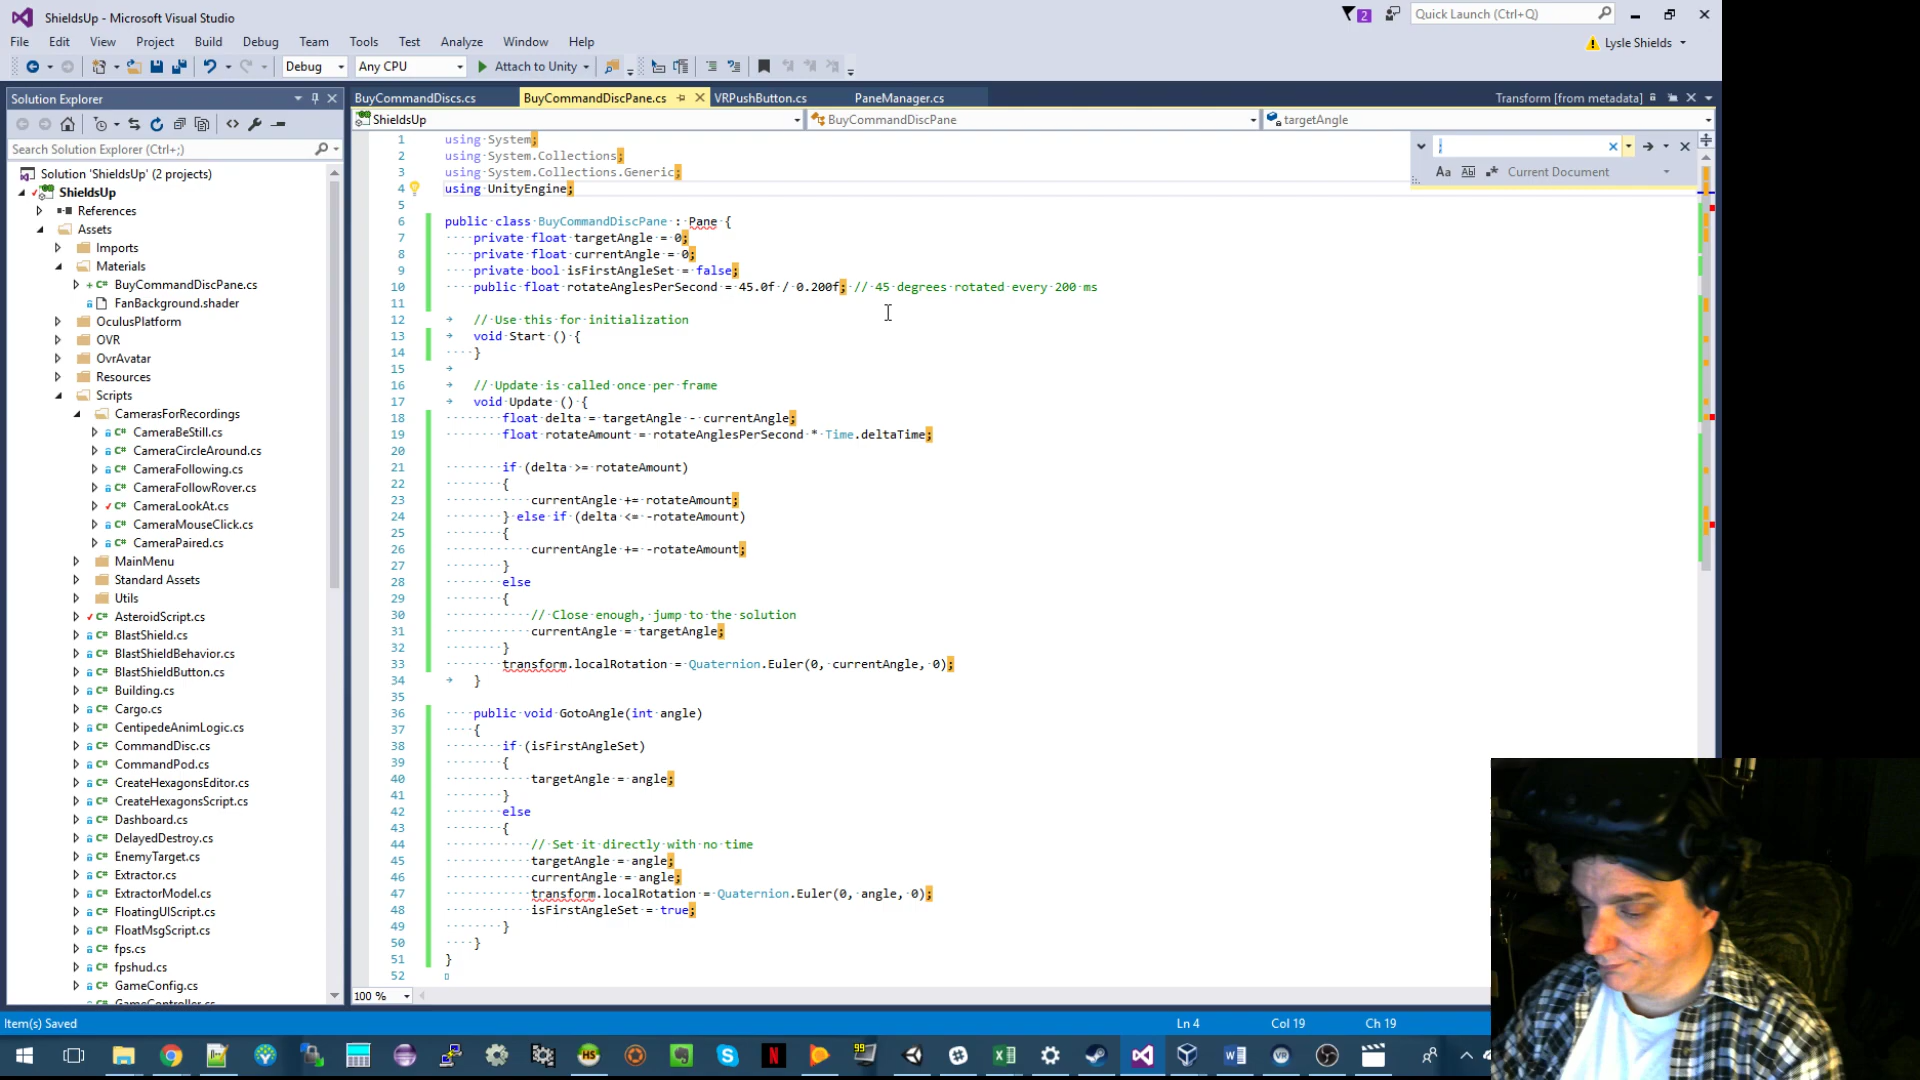 ShieldsUp - Microsoft Visual Studio
2
Quick Launch (Ctrl+Q)
File Edit View Project Build Debug Team Tools Test Analyze Window Help
Lysle Shields
Debug Any CPU Attach to Unity
Solution Explorer
BuyCommandDiscs.cs BuyCommandDiscPane.cs VRPushButton.cs PaneManager.cs Transform [from metadata]
ShieldsUp BuyCommandDiscPane targetAngle
Search Solution Explorer (Ctrl+;)
;
Aa Abl Current Document
Solution 'ShieldsUp' (2 projects)
ShieldsUp
References
Assets
Imports
Materials
BuyCommandDiscPane.cs
FanBackground.shader
OculusPlatform
OVR
OvrAvatar
Resources
Scripts
CamerasForRecordings
CameraBeStill.cs
CameraCircleAround.cs
CameraFollowing.cs
CameraFollowRover.cs
CameraLookAt.cs
CameraMouseClick.cs
CameraPaired.cs
MainMenu
Standard Assets
Utils
AsteroidScript.cs
BlastShield.cs
BlastShieldBehavior.cs
BlastShieldButton.cs
Building.cs
Cargo.cs
CentipedeAnimLogic.cs
CommandDisc.cs
CommandPod.cs
CreateHexagonsEditor.cs
CreateHexagonsScript.cs
Dashboard.cs
DelayedDestroy.cs
EnemyTarget.cs
Extractor.cs
ExtractorModel.cs
FloatingUIScript.cs
FloatMsgScript.cs
fps.cs
fpshud.cs
GameConfig.cs
GameController.cs
1 using System;
2 using System.Collections;
3 using System.Collections.Generic;
4 using UnityEngine;
5
6 public class BuyCommandDiscPane : Pane {
7 private float targetAngle = 0;
8 private float currentAngle = 0;
9 private bool isFirstAngleSet = false;
10 public float rotateAnglesPerSecond = 45.0f / 0.200f; // 45 degrees rotated every 200 ms
11
12 // Use this for initialization
13 void Start () {
14 }
15
16 // Update is called once per frame
17 void Update () {
18 float delta = targetAngle - currentAngle;
19 float rotateAmount = rotateAnglesPerSecond * Time.deltaTime;
20
21 if (delta >= rotateAmount)
22 {
23 currentAngle += rotateAmount;
24 } else if (delta <= -rotateAmount)
25 {
26 currentAngle += -rotateAmount;
27 }
28 else
29 {
30 // Close enough, jump to the solution
31 currentAngle = targetAngle;
32 }
33 transform.localRotation = Quaternion.Euler(0, currentAngle, 0);
34 }
35
36 public void GotoAngle(int angle)
37 {
38 if (isFirstAngleSet)
39 {
40 targetAngle = angle;
41 }
42 else
43 {
44 // Set it directly with no time
45 targetAngle = angle;
46 currentAngle = angle;
47 transform.localRotation = Quaternion.Euler(0, angle, 0);
48 isFirstAngleSet = true;
49 }
50 }
51 }
52
100 %
Item(s) Saved Ln 4 Col 19 Ch 19
HS N 99 W VR